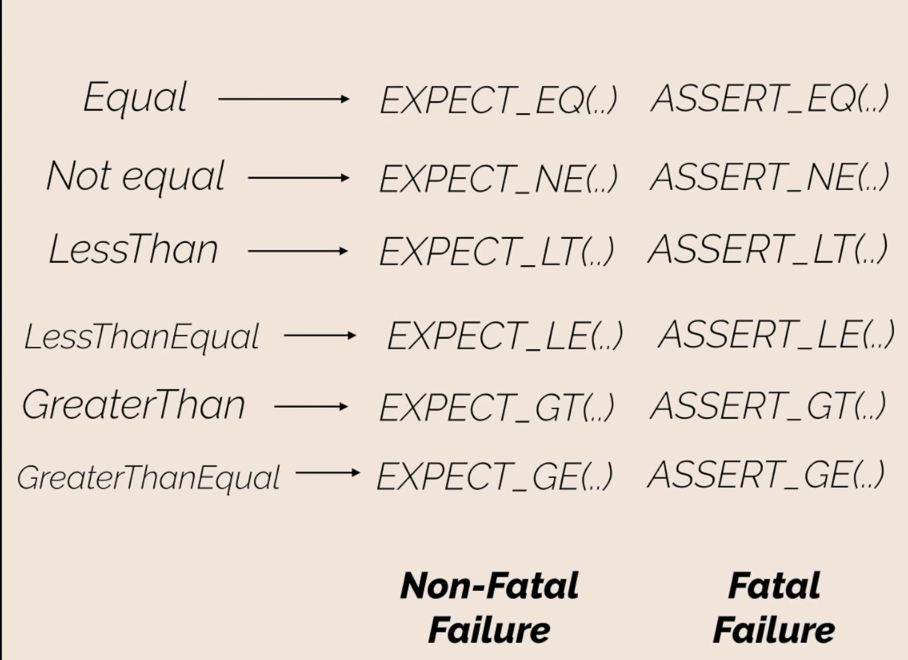 Equal EXPECT_EQ(..) ASSERT_EQ(..)
Not equal EXPECT_NE(..) ASSERT_NE(..)
LessThan EXPECT_LT(..) ASSERT_LT(..)
LessThanEqual EXPECT_LE(..) ASSERT_LE(..)
GreaterThan EXPECT_GT(..) ASSERT_GT(..)
GreaterThanEqual EXPECT_GE(..) ASSERT_GE(..)
Non-Fatal Fatal
Failure Failure